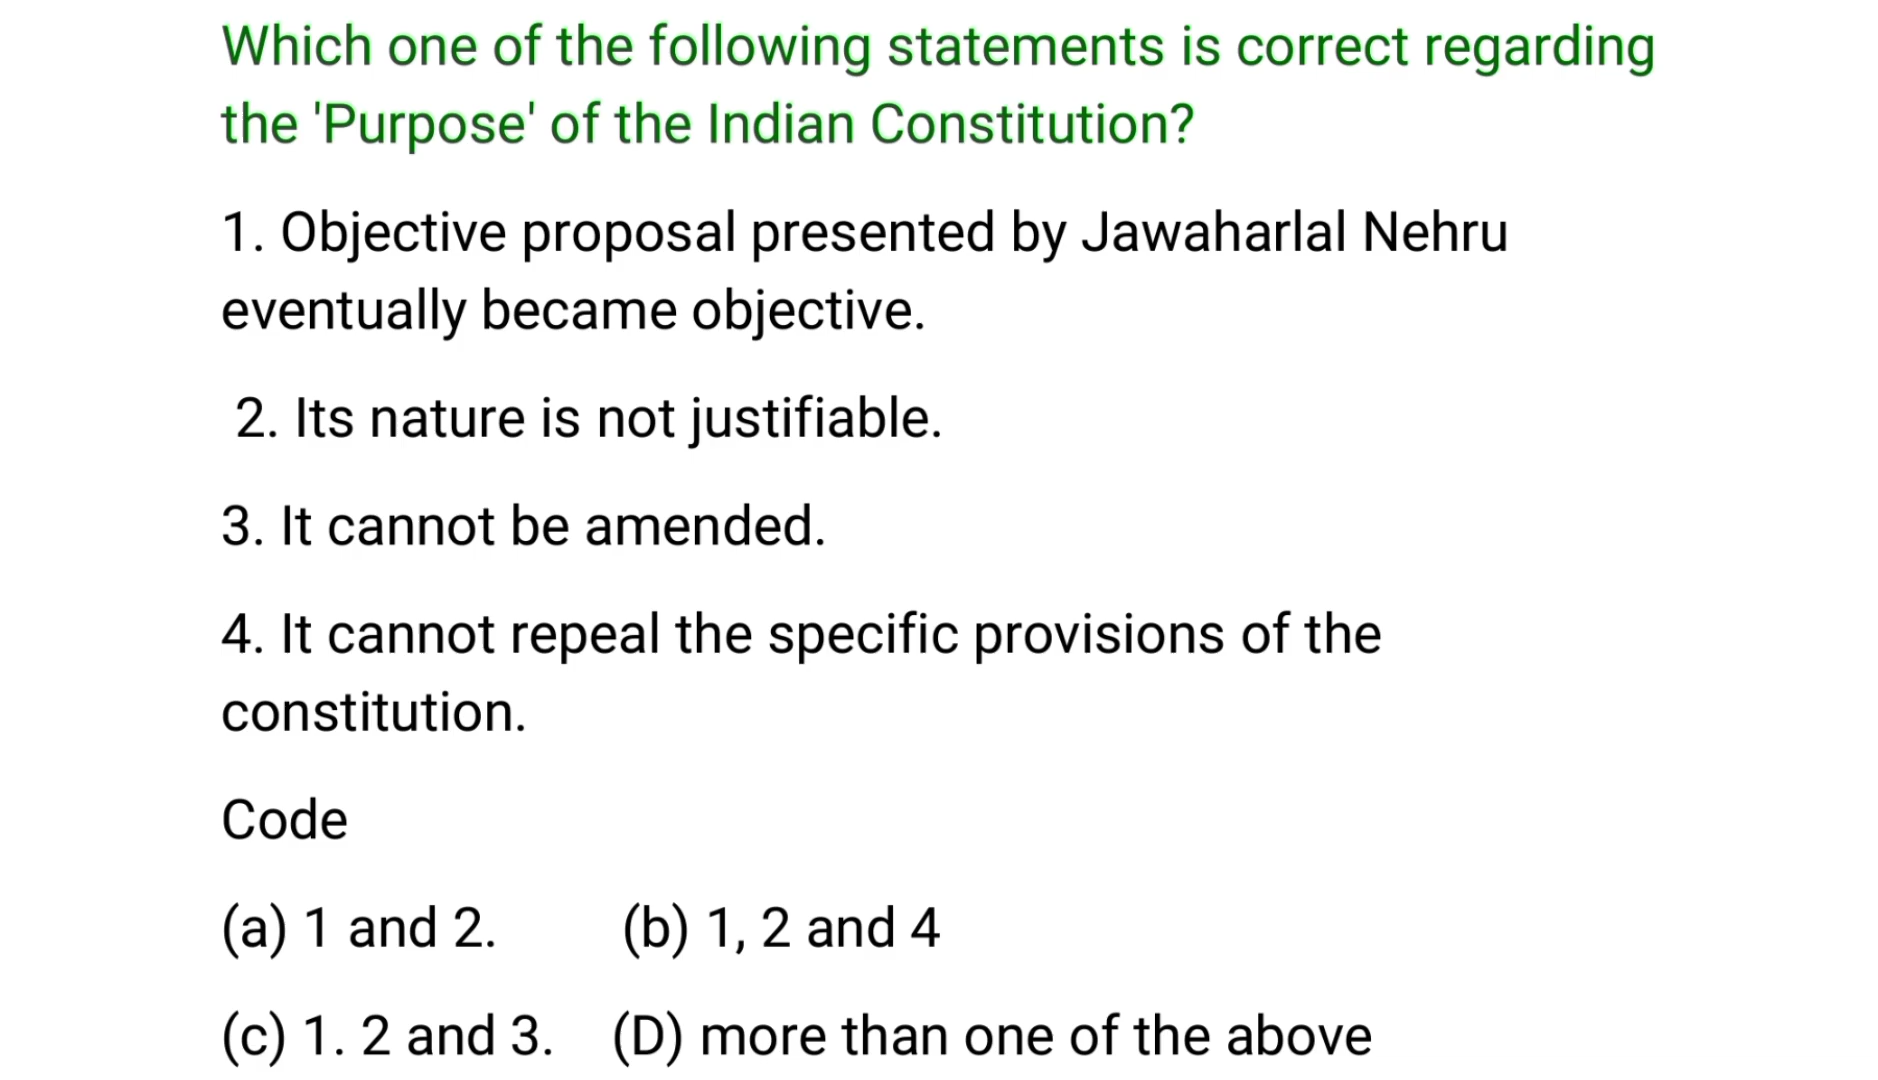 Which one of the following statements is correct regarding
the 'Purpose' of the Indian Constitution?
1. Objective proposal presented by Jawaharlal Nehru
eventually became objective.
2. Its nature is not justifiable.
3. It cannot be amended.
4. It cannot repeal the specific provisions of the
constitution.
Code
(a) 1 and 2. (b) 1, 2 and 4
(c) 1. 2 and 3. (D) more than one of the above